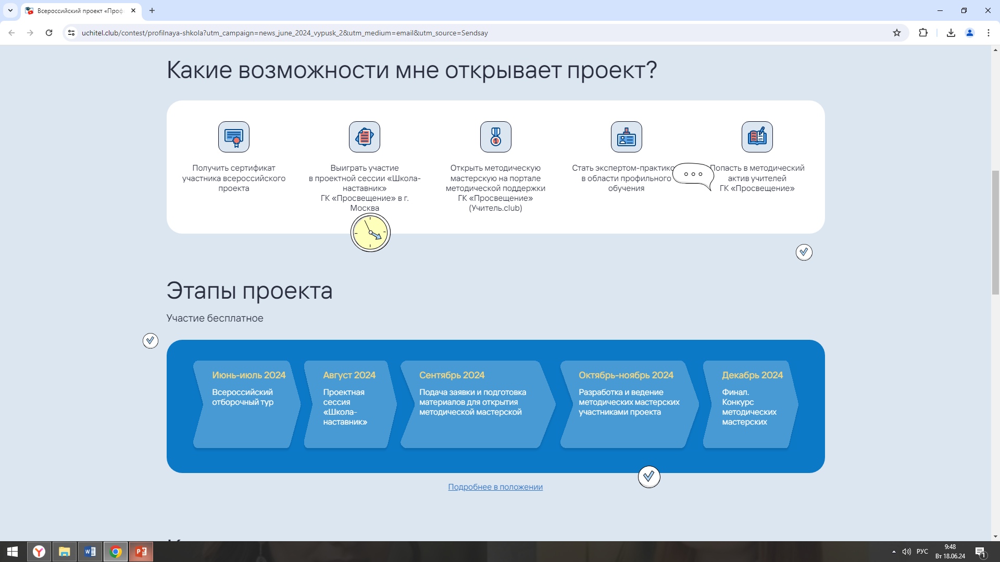 Всероссийский проект «Проф
uchitel.club/contest/profilnaya-shkola?utm_campaign=news_june_2024_vypusk_2&utm_medium=email&utm_source=Sendsay
Какие возможности мне открывает проект?
Получить сертификат
участника всероссийского
проекта
Выиграть участие
в проектной сессии «Школа-
наставник»
ГК «Просвещение» в г.
Москва
Открыть методическую
мастерскую на портале
методической поддержки
ГК «Просвещение»
(Учитель.club)
Стать экспертом-практико
в области профильного
обучения
Попасть в методический
актив учителей
ГК «Просвещение»
Этапы проекта
Участие бесплатное
Июнь-июль 2024
Всероссийский
отборочный тур
Август 2024
Проектная
сессия
«Школа-
наставник»
Сентябрь 2024
Подача заявки и подготовка
материалов для открытия
методической мастерской
Октябрь-ноябрь 2024
Разработка и ведение
методических мастерских
участниками проекта
Декабрь 2024
Финал.
Конкурс
методических
мастерских
Подробнее в положении
РУС
9:48
Вт 18.06.24
1